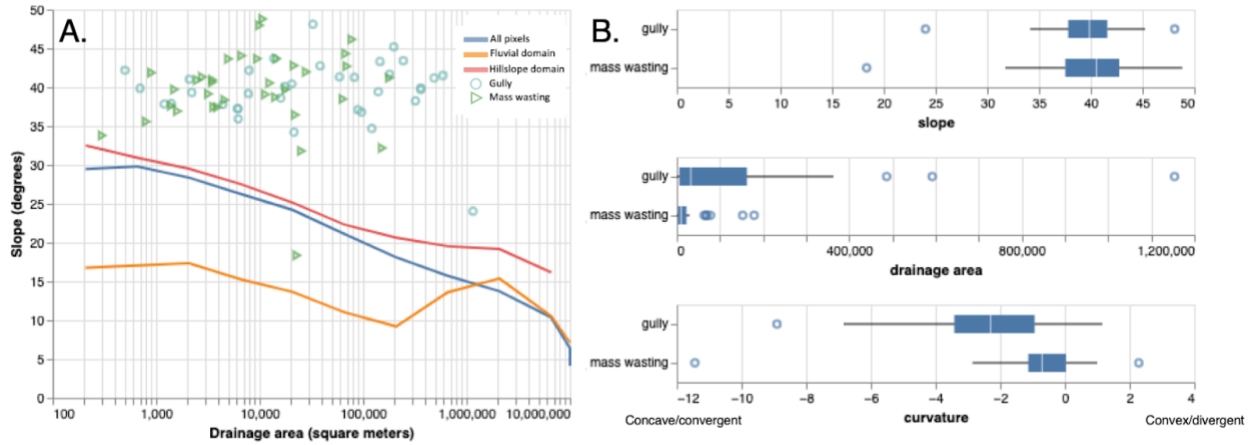 A.
50
45
40
35
30
25
20
15
10
5
0
Slope (degrees)
100
1,000
10,000
100,000
1,000,000
10,000,000
Drainage area (square meters)
All pixels
Fluvial domain
Hillslope domain
Gully
Mass wasting
B.
gully
mass wasting
0 5 10 15 20 25 30 35 40 45 50
slope
gully
mass wasting
0 400,000 800,000 1,200,000
drainage area
gully
mass wasting
−12 −10 −8 −6 −4 −2 0 2 4
Concave/convergent curvature Convex/divergent